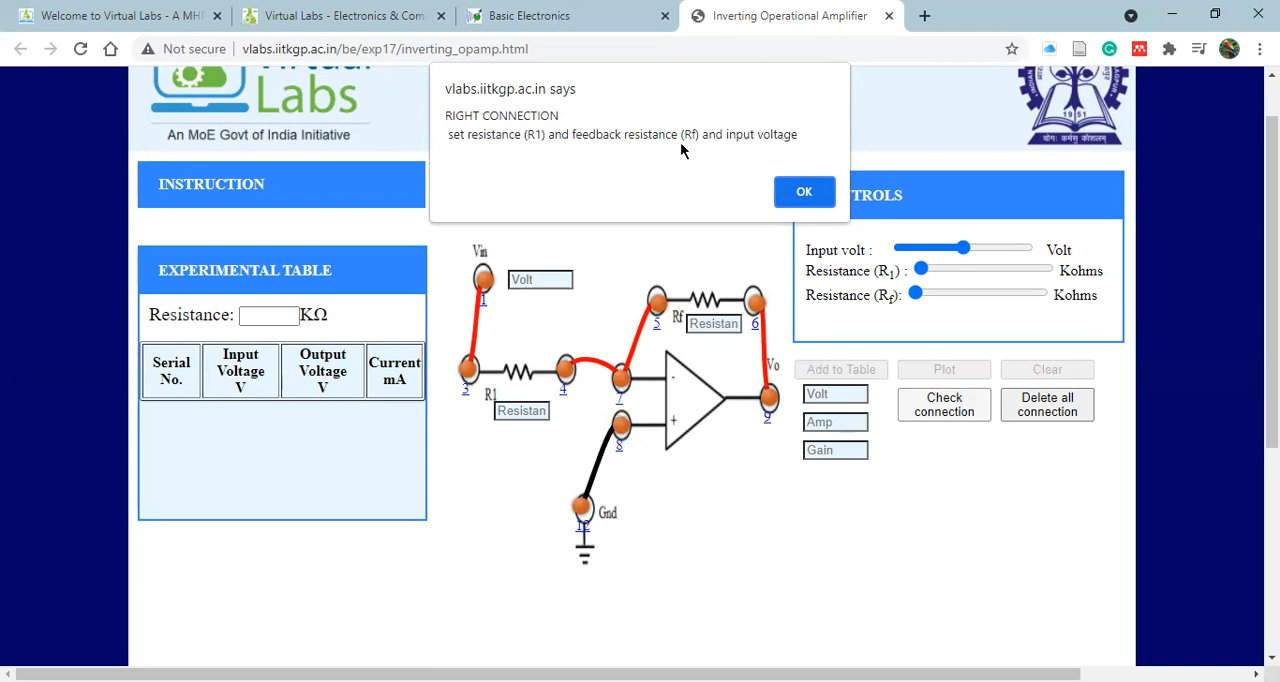 Welcome to Virtual Labs - A MHR
Virtual Labs - Electronics & Com
Basic Electronics
Inverting Operational Amplifier
Not secure
vlabs.iitkgp.ac.in/be/exp17/inverting_opamp.html
Labs
An MoE Govt of India Initiative
1951
vlabs.iitkgp.ac.in says
RIGHT CONNECTION
set resistance (R1) and feedback resistance (Rf) and input voltage
OK
INSTRUCTION
EXPERIMENTAL TABLE
Resistance: KΩ
Serial No.
Input Voltage V
Output Voltage V
Current mA
Vin
Volt
1
3
R1
Resistan
4
5
Rf
Resistan
6
7
-
+
8
Vo
9
Gnd
12
TROLS
Input volt : Volt
Resistance (R1) : Kohms
Resistance (Rf): Kohms
Add to Table
Plot
Clear
Volt
Amp
Gain
Check connection
Delete all connection